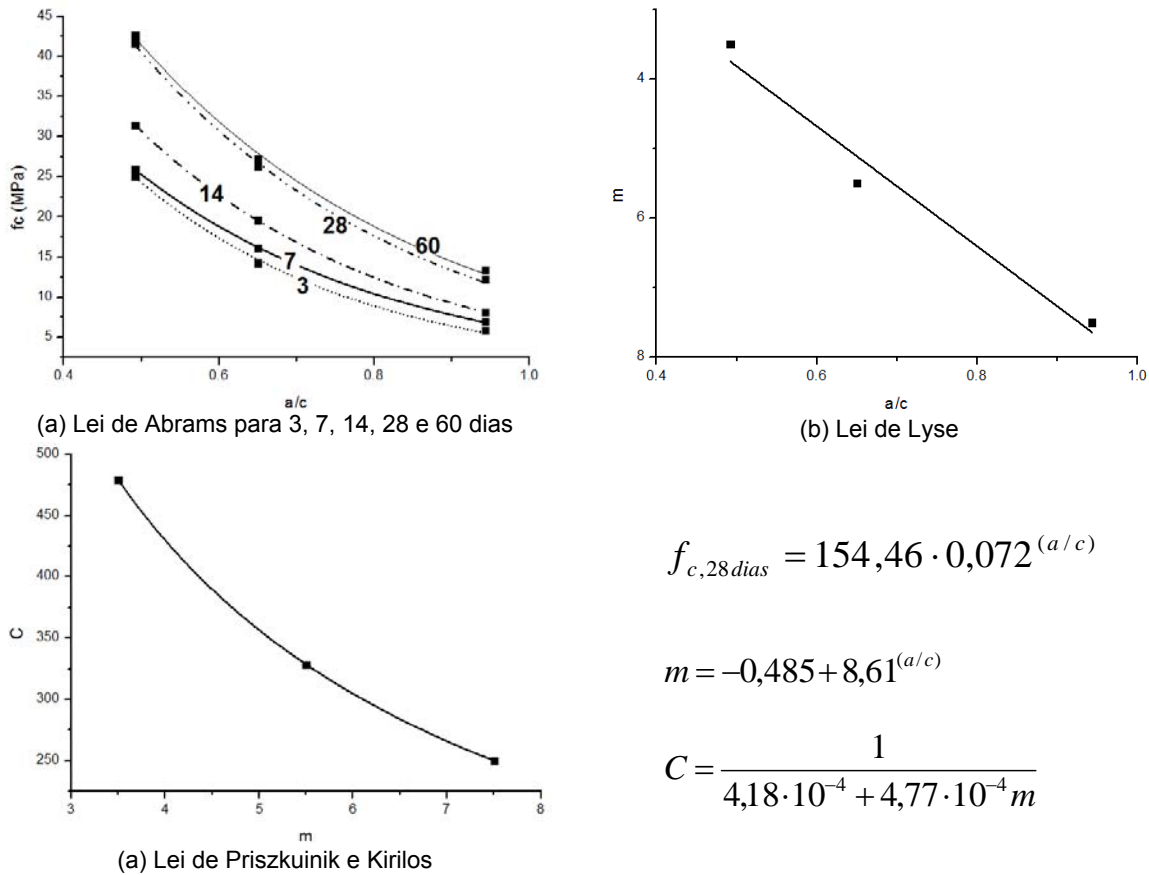 45
40
35
30
25
20
15
10
5
fc (MPa)
14
7
3
28
60
0.4 0.6 0.8 1.0
a/c
(a) Lei de Abrams para 3, 7, 14, 28 e 60 dias
4
6
8
m
0.4 0.6 0.8 1.0
a/c
(b) Lei de Lyse
500
450
400
350
300
250
C
3 4 5 6 7 8
m
(a) Lei de Priszkuinik e Kirilos
f_{c,28dias} = 154,46 · 0,072^{(a/c)}
m = −0,485 + 8,61^{(a/c)}
C = 1 / (4,18·10^{−4} + 4,77·10^{−4} m)